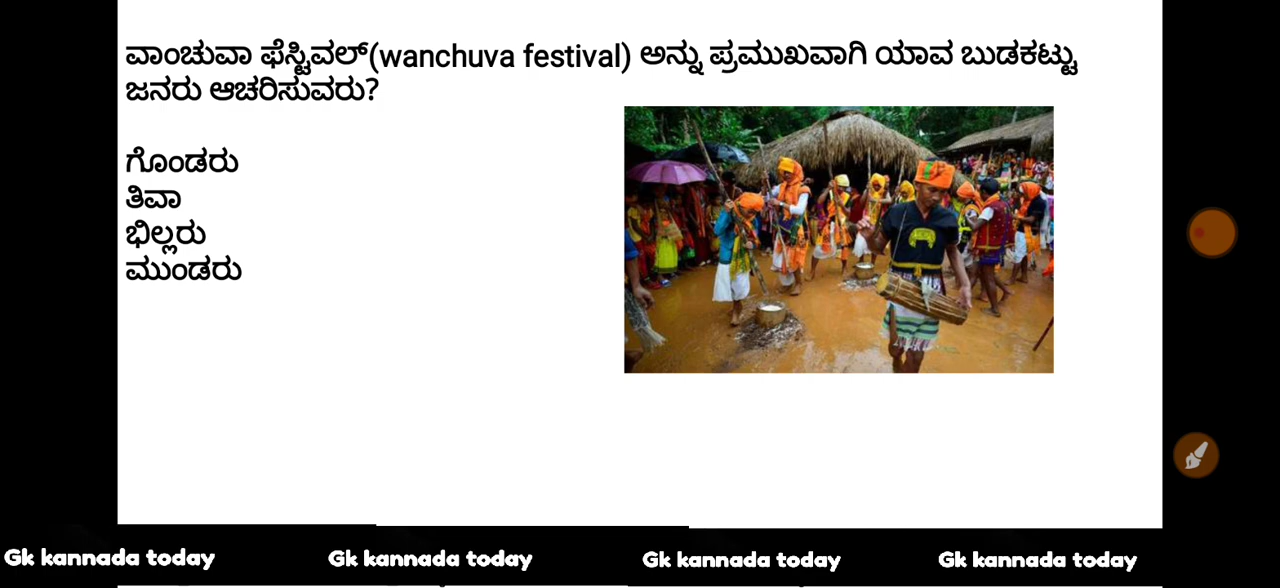 ವಾಂಚುವಾ ಫೆಸ್ಟಿವಲ್(wanchuva festival) ಅನ್ನು ಪ್ರಮುಖವಾಗಿ ಯಾವ ಬುಡಕಟ್ಟು
ಜನರು ಆಚರಿಸುವರು?
ಗೊಂಡರು
ತಿವಾ
ಭಿಲ್ಲರು
ಮುಂಡರು
Gk kannada today Gk kannada today Gk kannada today Gk kannada today